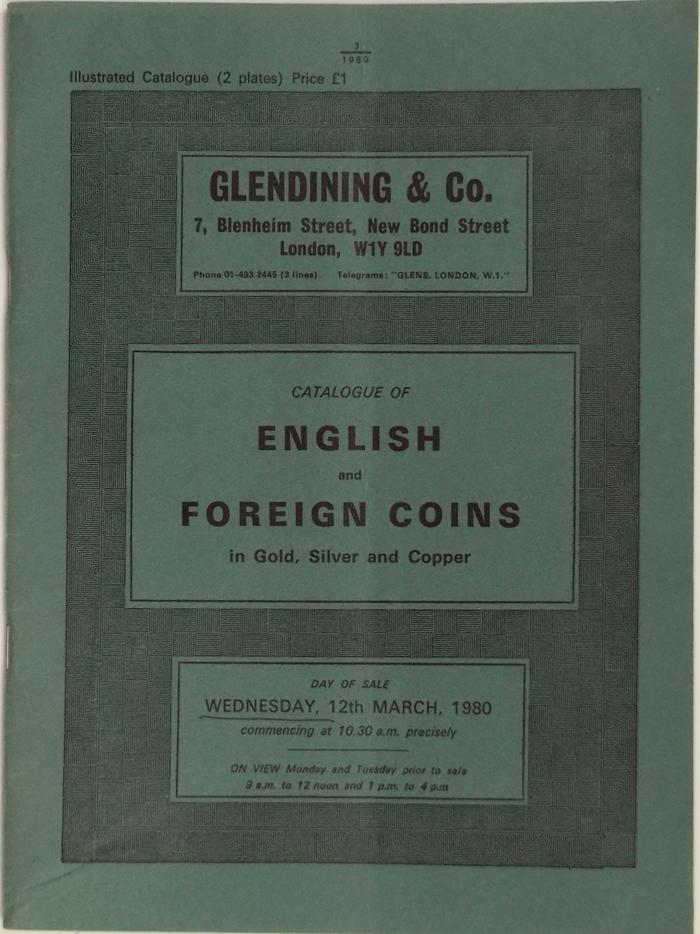 3
1980
Illustrated Catalogue (2 plates) Price £1
GLENDINING & Co.
7, Blenheim Street, New Bond Street
London, W1Y 9LD
Phone 01-493 2445 (3 lines) Telegrams: "GLENS. LONDON, W.1."
CATALOGUE OF
ENGLISH
and
FOREIGN COINS
in Gold, Silver and Copper
DAY OF SALE
WEDNESDAY, 12th MARCH, 1980
commencing at 10.30 a.m. precisely
ON VIEW Monday and Tuesday prior to sale
9 a.m. to 12 noon and 1 p.m. to 4 p.m